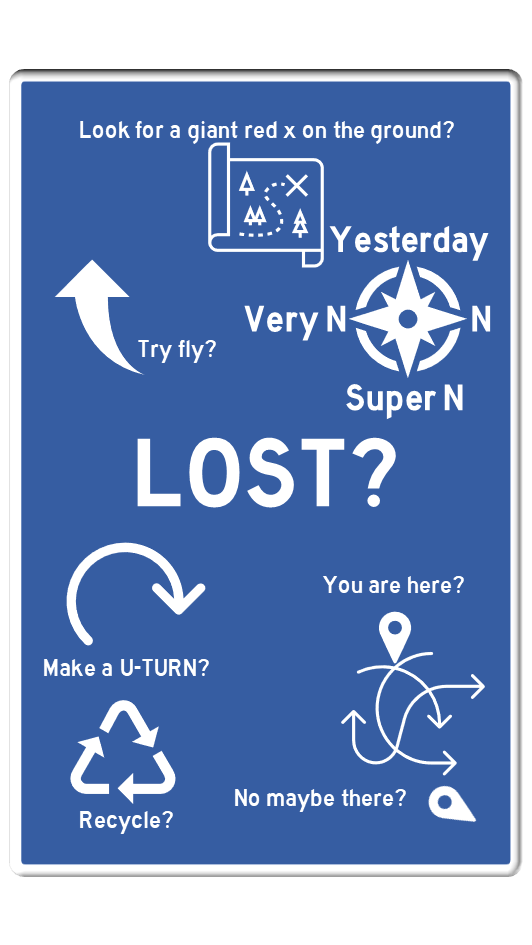 Look for a giant red x on the ground?
Yesterday
Very N
N
Try fly?
Super N
LOST?
You are here?
Make a U-TURN?
No maybe there?
Recycle?